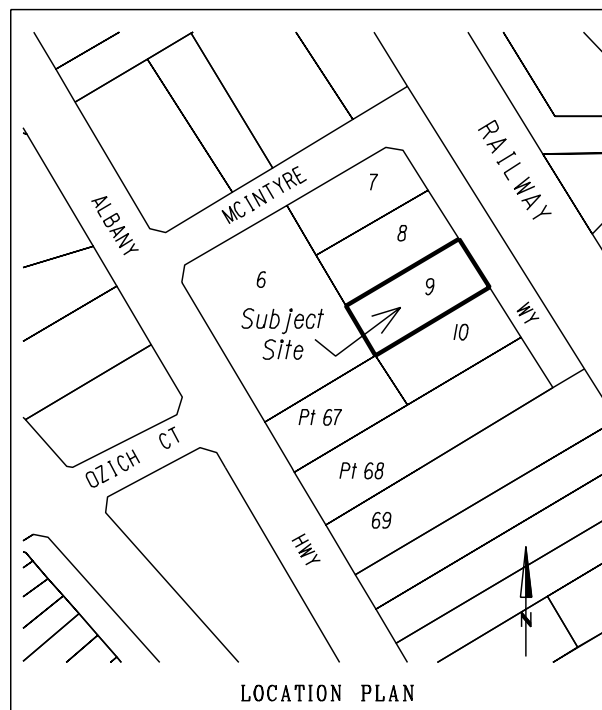 RAILWAY
ALBANY
MCINTYRE
7
8
6
9
WY
Subject
Site
10
Pt 67
OZICH CT
Pt 68
69
HWY
N
LOCATION PLAN